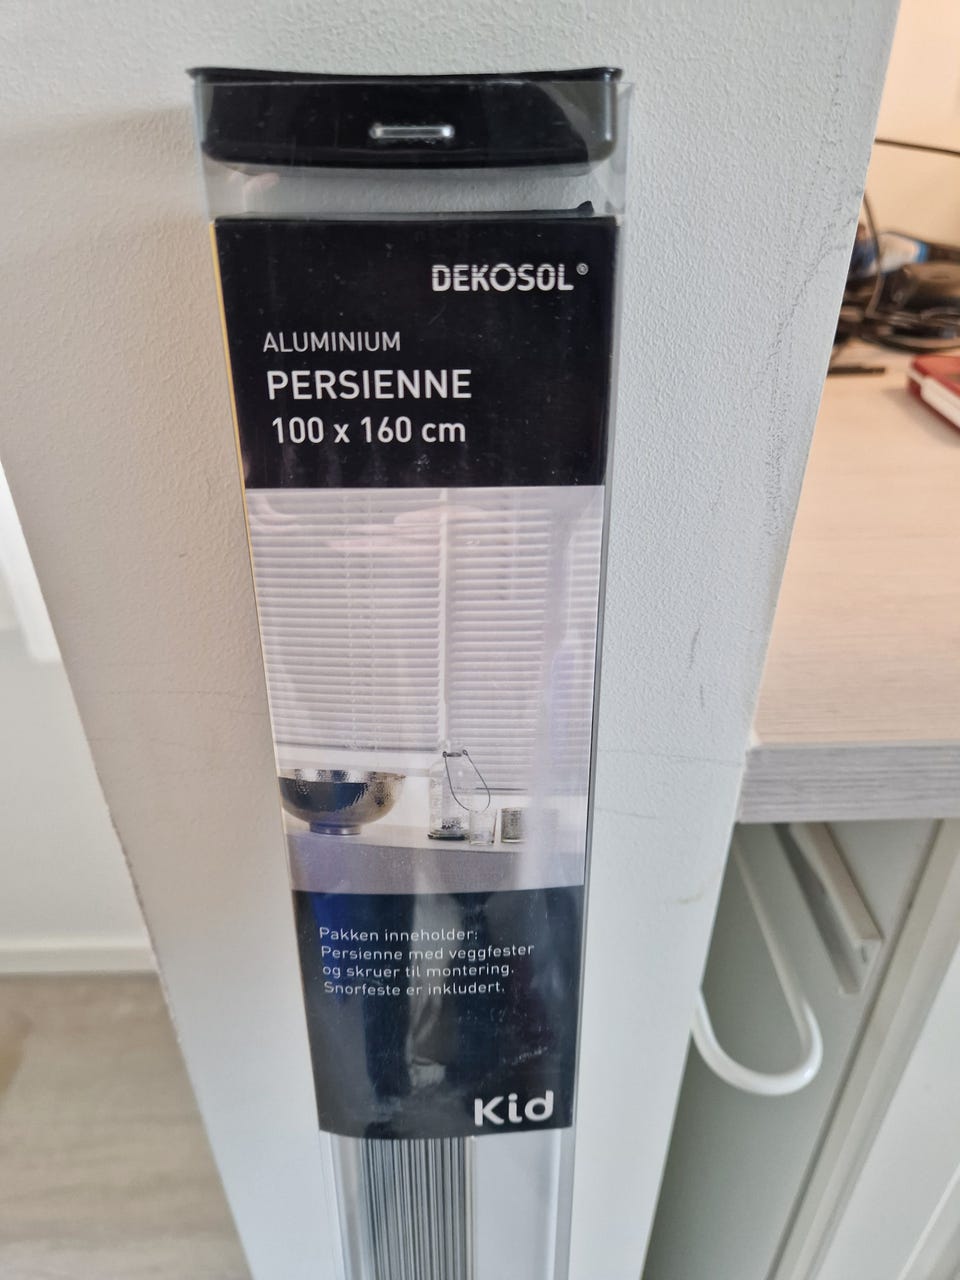 DEKOSOL®
ALUMINIUM
PERSIENNE
100 x 160 cm
Pakken inneholder:
Persienne med veggfester
og skruer til montering.
Snorfeste er inkludert.
Kid